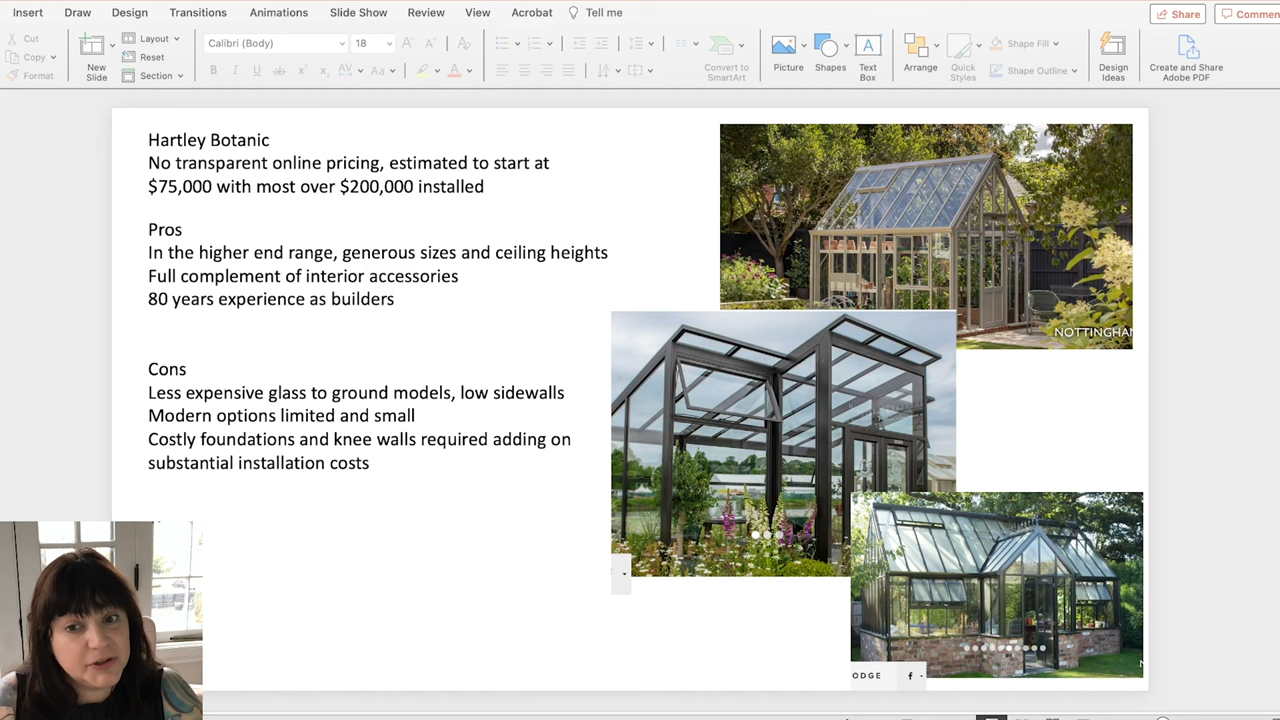 Insert Draw Design Transitions Animations Slide Show Review View Acrobat Tell me
Share
Commen
Cut
Copy
Format
New
Slide
Layout
Reset
Section
Calibri (Body)
18
Convert to
SmartArt
Picture
Shapes
Text
Box
Arrange
Quick
Styles
Shape Fill
Shape Outline
Design
Ideas
Create and Share
Adobe PDF
Hartley Botanic
No transparent online pricing, estimated to start at
$75,000 with most over $200,000 installed
Pros
In the higher end range, generous sizes and ceiling heights
Full complement of interior accessories
80 years experience as builders
Cons
Less expensive glass to ground models, low sidewalls
Modern options limited and small
Costly foundations and knee walls required adding on
substantial installation costs
NOTTINGHAM
ODGE